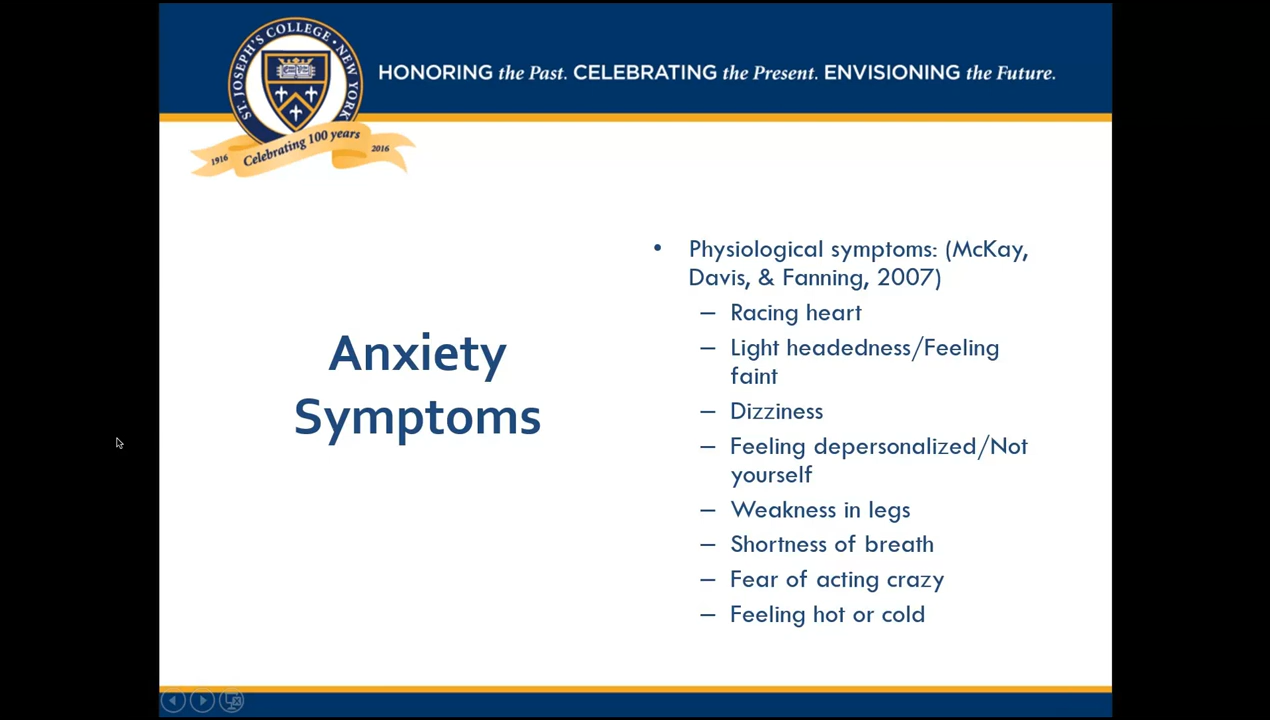 ST. JOSEPH'S COLLEGE • NEW YORK
1916 Celebrating 100 years 2016
HONORING the Past. CELEBRATING the Present. ENVISIONING the Future.
Anxiety
Symptoms
• Physiological symptoms: (McKay,
Davis, & Fanning, 2007)
– Racing heart
– Light headedness/Feeling
faint
– Dizziness
– Feeling depersonalized/Not
yourself
– Weakness in legs
– Shortness of breath
– Fear of acting crazy
– Feeling hot or cold